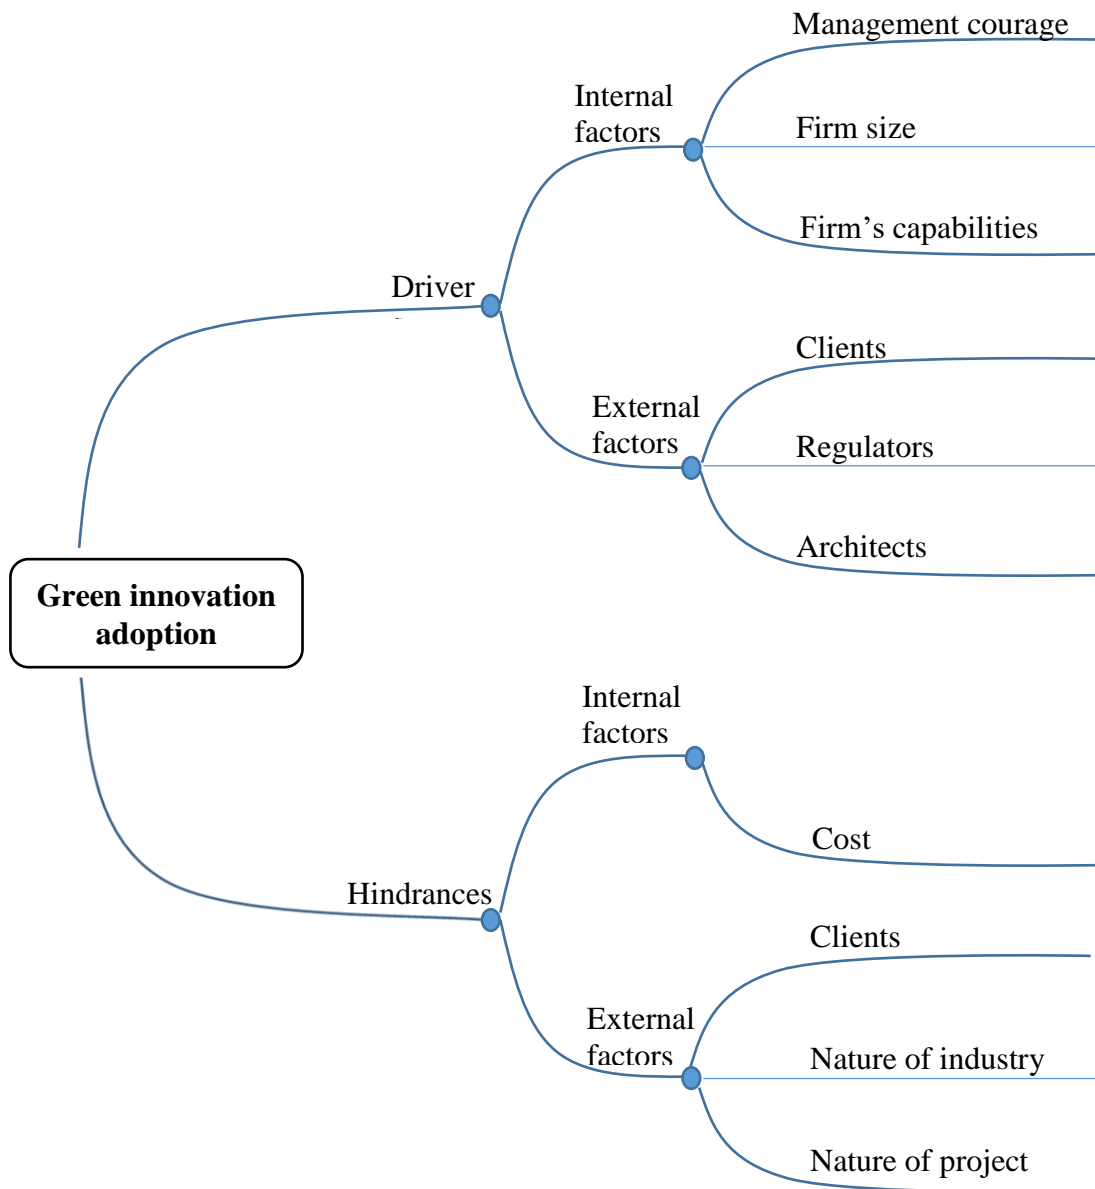 Management courage
Internal
factors
Firm size
Firm’s capabilities
Driver
Clients
External
factors
Regulators
Architects
Green innovation
adoption
Internal
factors
Cost
Hindrances
Clients
External
factors
Nature of industry
Nature of project